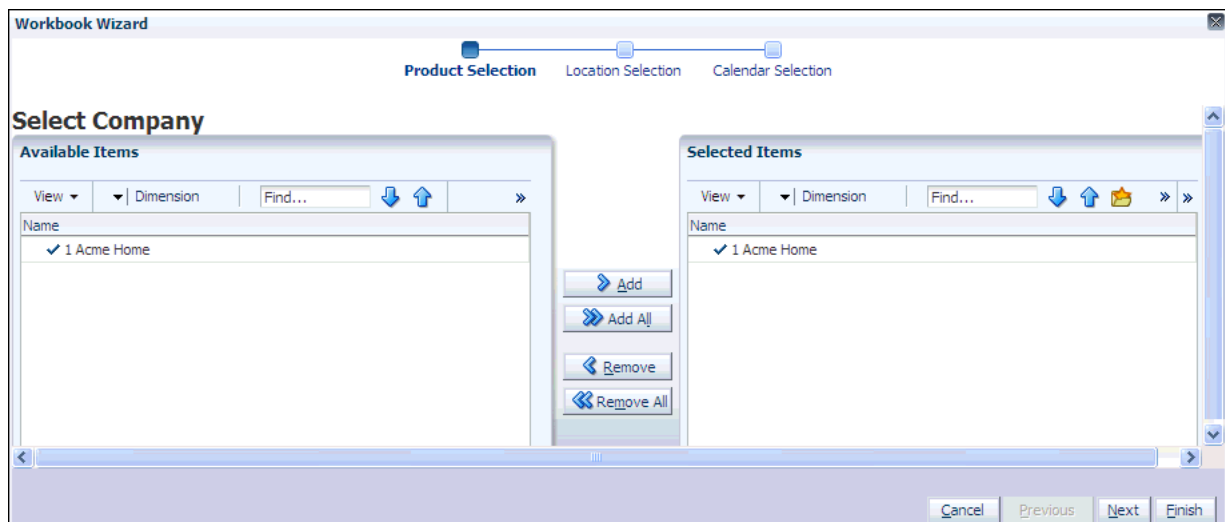 Workbook Wizard
Product Selection Location Selection Calendar Selection
Select Company
Available Items
View Dimension Find... »
Name
1 Acme Home
Add
Add All
Remove
Remove All
Selected Items
View Dimension Find... » »
Name
1 Acme Home
Cancel Previous Next Finish